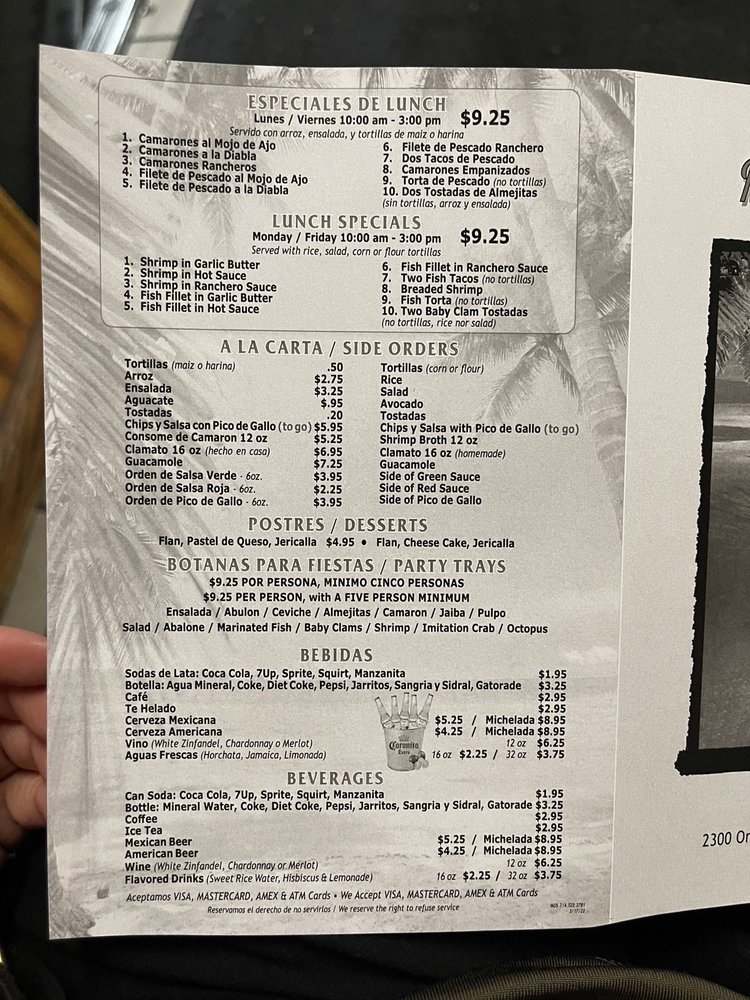 ESPECIALES DE LUNCH
Lunes / Viernes 10:00 am - 3:00 pm $9.25
Servido con arroz, ensalada, y tortillas de maiz o harina
1. Camarones al Mojo de Ajo
2. Camarones a la Diabla
3. Camarones Rancheros
4. Filete de Pescado al Mojo de Ajo
5. Filete de Pescado a la Diabla
6. Filete de Pescado Ranchero
7. Dos Tacos de Pescado
8. Camarones Empanizados
9. Torta de Pescado (no tortillas)
10. Dos Tostadas de Almejitas
(sin tortillas, arroz y ensalada)
LUNCH SPECIALS
Monday / Friday 10:00 am - 3:00 pm $9.25
Served with rice, salad, corn or flour tortillas
1. Shrimp in Garlic Butter
2. Shrimp in Hot Sauce
3. Shrimp in Ranchero Sauce
4. Fish Fillet in Garlic Butter
5. Fish Fillet in Hot Sauce
6. Fish Fillet in Ranchero Sauce
7. Two Fish Tacos (no tortillas)
8. Breaded Shrimp
9. Fish Torta (no tortillas)
10. Two Baby Clam Tostadas
(no tortillas, rice nor salad)
A LA CARTA / SIDE ORDERS
Tortillas (maiz o harina) .50 Tortillas (corn or flour)
Arroz $2.75 Rice
Ensalada $3.25 Salad
Aguacate $.95 Avocado
Tostadas .20 Tostadas
Chips y Salsa con Pico de Gallo (to go) $5.95 Chips y Salsa with Pico de Gallo (to go)
Consome de Camaron 12 oz $5.25 Shrimp Broth 12 oz
Clamato 16 oz (hecho en casa) $6.95 Clamato 16 oz (homemade)
Guacamole $7.25 Guacamole
Orden de Salsa Verde - 6oz. $3.95 Side of Green Sauce
Orden de Salsa Roja - 6oz. $2.25 Side of Red Sauce
Orden de Pico de Gallo - 6oz. $3.95 Side of Pico de Gallo
POSTRES / DESSERTS
Flan, Pastel de Queso, Jericalla $4.95 • Flan, Cheese Cake, Jericalla
BOTANAS PARA FIESTAS / PARTY TRAYS
$9.25 POR PERSONA, MINIMO CINCO PERSONAS
$9.25 PER PERSON, with A FIVE PERSON MINIMUM
Ensalada / Abulon / Ceviche / Almejitas / Camaron / Jaiba / Pulpo
Salad / Abalone / Marinated Fish / Baby Clams / Shrimp / Imitation Crab / Octopus
BEBIDAS
Sodas de Lata: Coca Cola, 7Up, Sprite, Squirt, Manzanita $1.95
Botella: Agua Mineral, Coke, Diet Coke, Pepsi, Jarritos, Sangria y Sidral, Gatorade $3.25
Café $2.95
Te Helado $2.95
Cerveza Mexicana $5.25 / Michelada $8.95
Cerveza Americana $4.25 / Michelada $8.95
Vino (White Zinfandel, Chardonnay o Merlot) 12 oz $6.25
Aguas Frescas (Horchata, Jamaica, Limonada) 16 oz $2.25 / 32 oz $3.75
Coronita
Extra
BEVERAGES
Can Soda: Coca Cola, 7Up, Sprite, Squirt, Manzanita $1.95
Bottle: Mineral Water, Coke, Diet Coke, Pepsi, Jarritos, Sangria y Sidral, Gatorade $3.25
Coffee $2.95
Ice Tea $2.95
Mexican Beer $5.25 / Michelada $8.95
American Beer $4.25 / Michelada $8.95
Wine (White Zinfandel, Chardonnay or Merlot) 12 oz $6.25
Flavored Drinks (Sweet Rice Water, Hisbiscus & Lemonade) 16 oz $2.25 / 32 oz $3.75
Aceptamos VISA, MASTERCARD, AMEX & ATM Cards • We Accept VISA, MASTERCARD, AMEX & ATM Cards
Reservamos el derecho de no servirlos / We reserve the right to refuse service
2300 Or